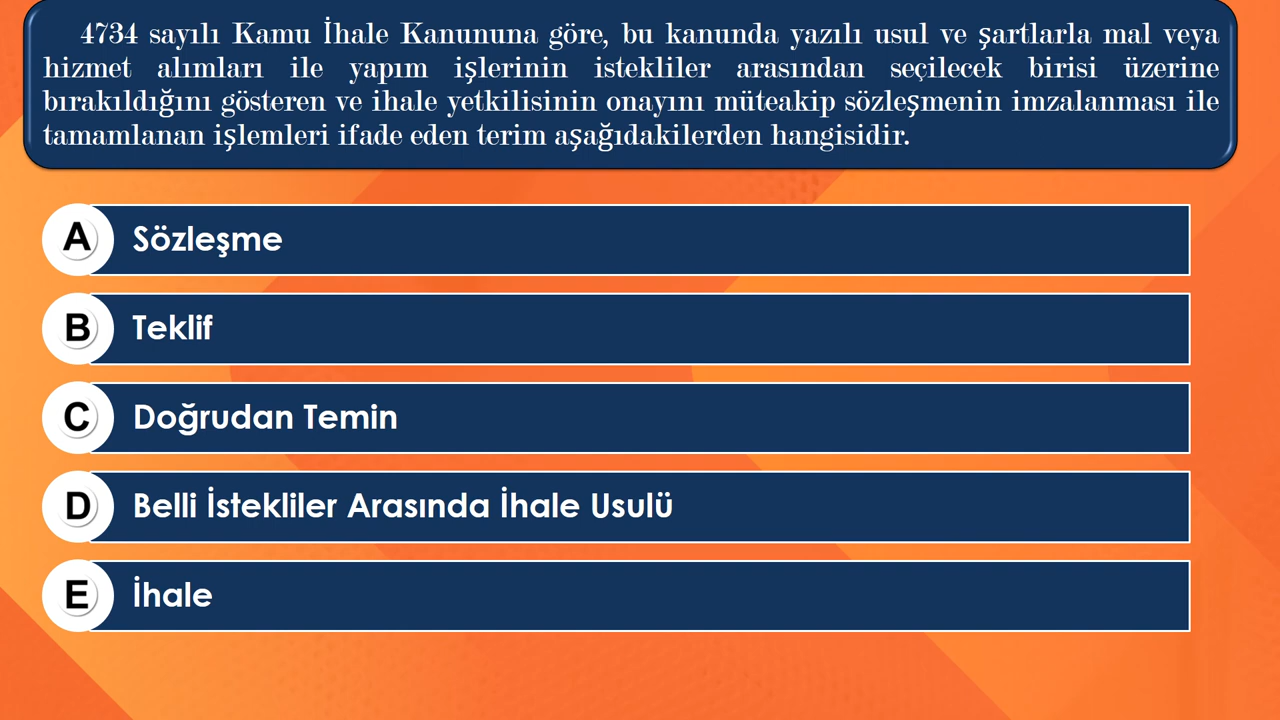 4734 sayılı Kamu İhale Kanununa göre, bu kanunda yazılı usul ve şartlarla mal veya
hizmet alımları ile yapım işlerinin istekliler arasından seçilecek birisi üzerine
bırakıldığını gösteren ve ihale yetkilisinin onayını müteakip sözleşmenin imzalanması ile
tamamlanan işlemleri ifade eden terim aşağıdakilerden hangisidir.
A Sözleşme
B Teklif
C Doğrudan Temin
D Belli İstekliler Arasında İhale Usulü
E İhale